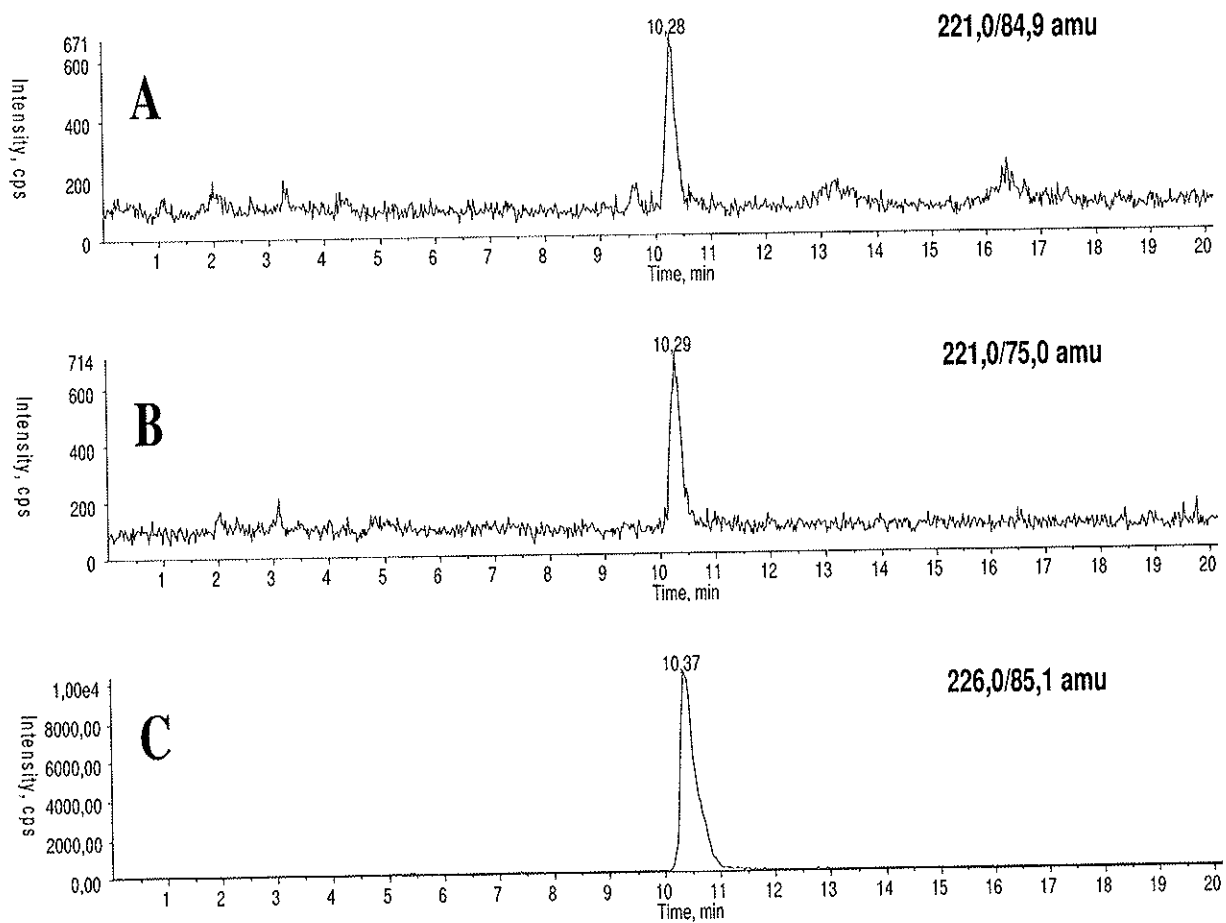 221,0/84,9 amu
10,28
671
600
400
200
0
Intensity, cps
A
1 2 3 4 5 6 7 8 9 10 11 12 13 14 15 16 17 18 19 20
Time, min
221,0/75,0 amu
10,29
714
600
400
200
0
Intensity, cps
B
1 2 3 4 5 6 7 8 9 10 11 12 13 14 15 16 17 18 19 20
Time, min
226,0/85,1 amu
10,37
1,00e4
8000,00
6000,00
4000,00
2000,00
0,00
Intensity, cps
C
1 2 3 4 5 6 7 8 9 10 11 12 13 14 15 16 17 18 19 20
Time, min